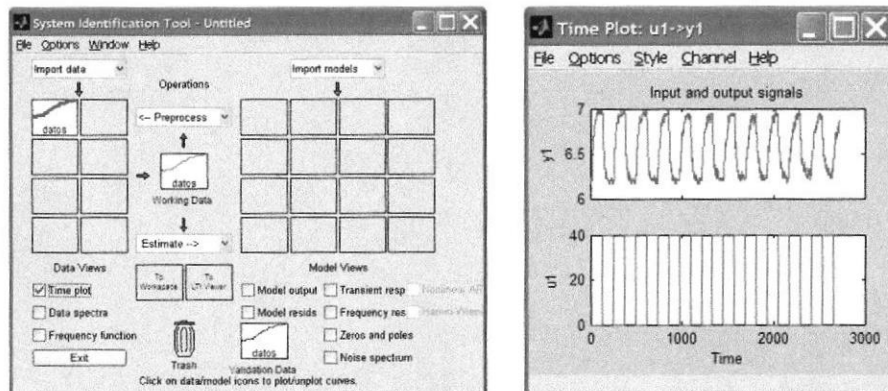 System Identification Tool - Untitled
File Options Window Help
Import data
Import models
Operations
<-- Preprocess
datos
datos
Working Data
Estimate -->
Data Views
To Workspace
To LTI Viewer
Model Views
Time plot
Data spectra
Frequency function
Exit
Trash
datos
Validation Data
Model output
Model resids
Transient resp
Frequency resp
Zeros and poles
Noise spectrum
Nonlinear ARX
Hamm-Wiener
Click on data/model icons to plot/unplot curves.
Time Plot: u1->y1
File Options Style Channel Help
Input and output signals
7
6.5
6
y1
40
20
0
u1
0 1000 2000 3000
Time